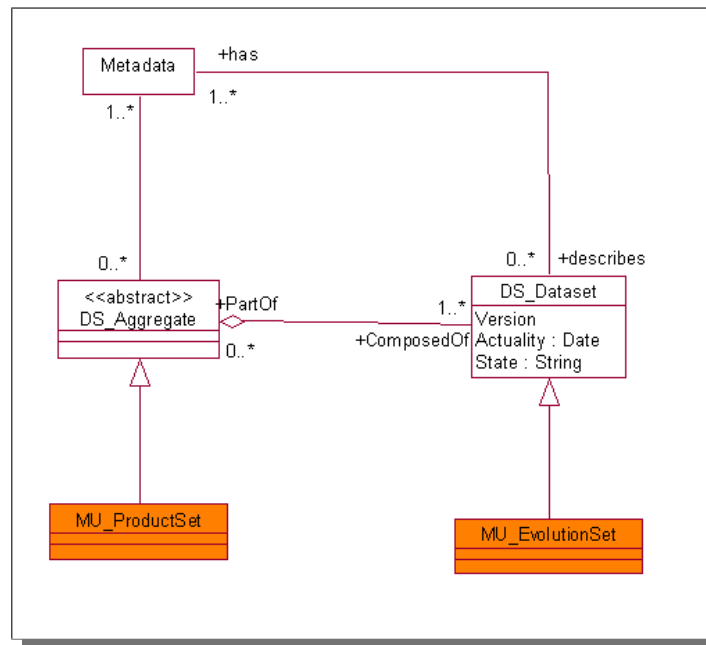 +has
Metadata
1..*
1..*
0..*
0..*
+describes
<<abstract>>
DS_Aggregate
+PartOf
0..*
1..*
+ComposedOf
DS_Dataset
Version
Actuality : Date
State : String
MU_ProductSet
MU_EvolutionSet